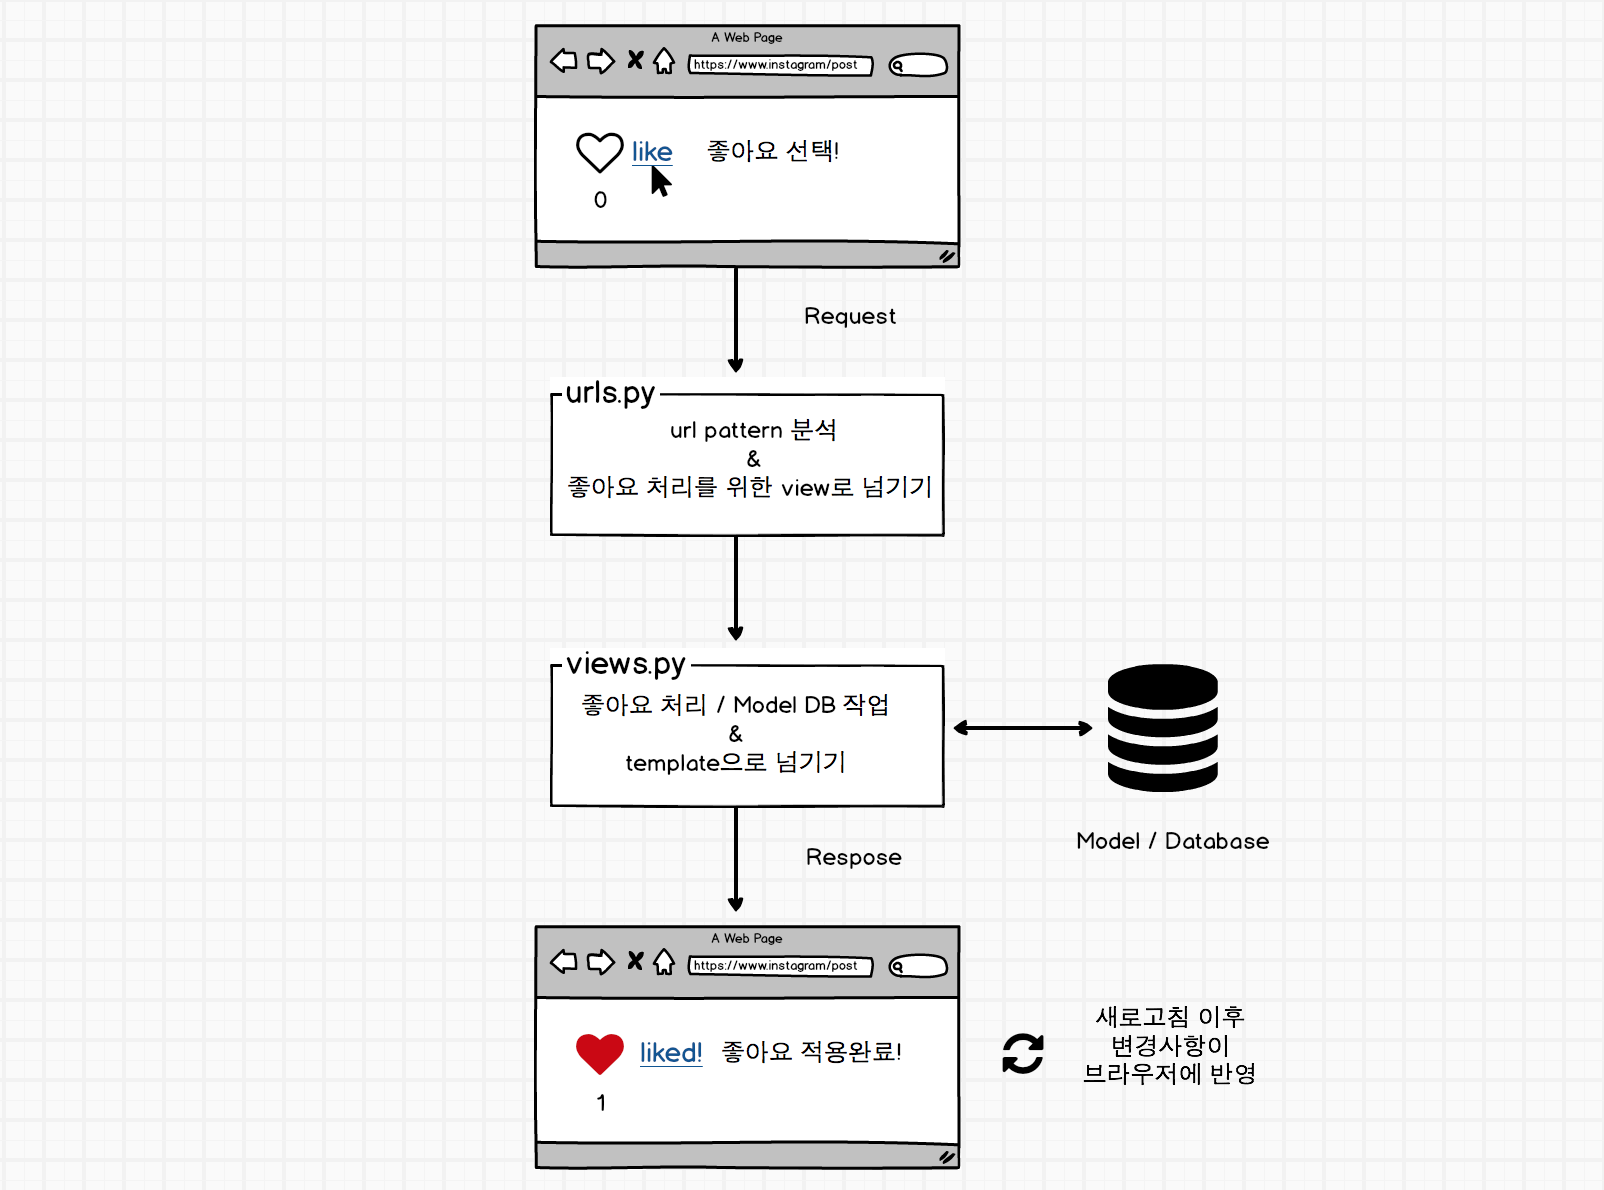 A Web Page
https://www.instagram/post
like 좋아요 선택!
0
Request
urls.py
url pattern 분석
&
좋아요 처리를 위한 view로 넘기기
views.py
좋아요 처리 / Model DB 작업
&
template으로 넘기기
Model / Database
Respose
A Web Page
https://www.instagram/post
liked! 좋아요 적용완료!
1
새로고침 이후
변경사항이
브라우저에 반영